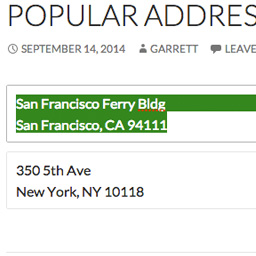 POPULAR ADDRES
SEPTEMBER 14, 2014 GARRETT LEAVE
San Francisco Ferry Bldg
San Francisco, CA 94111
350 5th Ave
New York, NY 10118